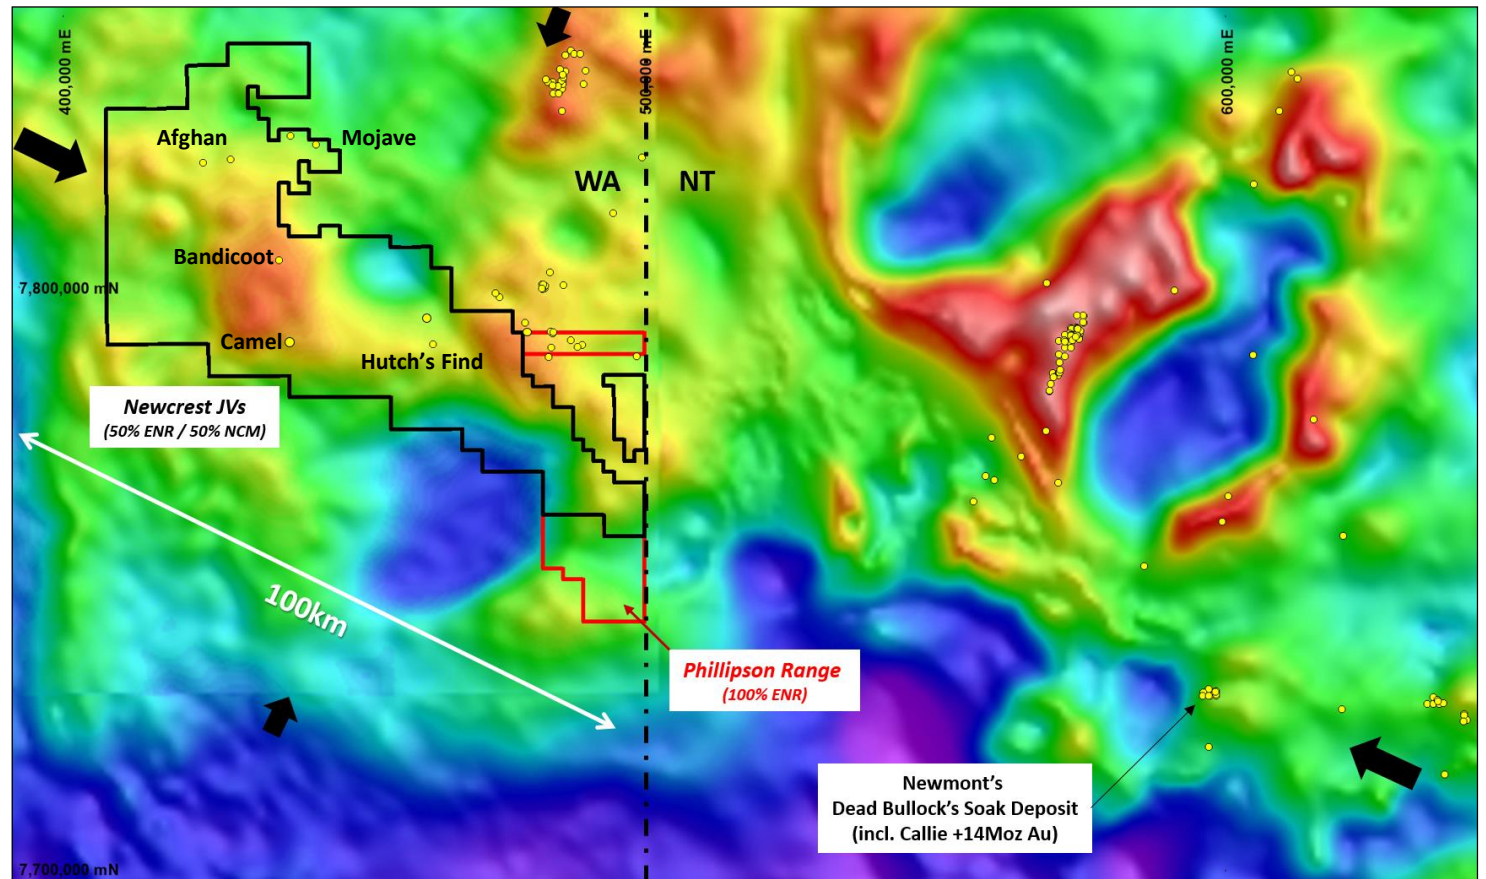 400,000 mE
500,000 mE
600,000 mE
Afghan
Mojave
WA
NT
Bandicoot
7,800,000 mN
Camel
Hutch's Find
Newcrest JVs
(50% ENR / 50% NCM)
100km
Phillipson Range
(100% ENR)
Newmont's
Dead Bullock's Soak Deposit
(incl. Callie +14Moz Au)
7,700,000 mN